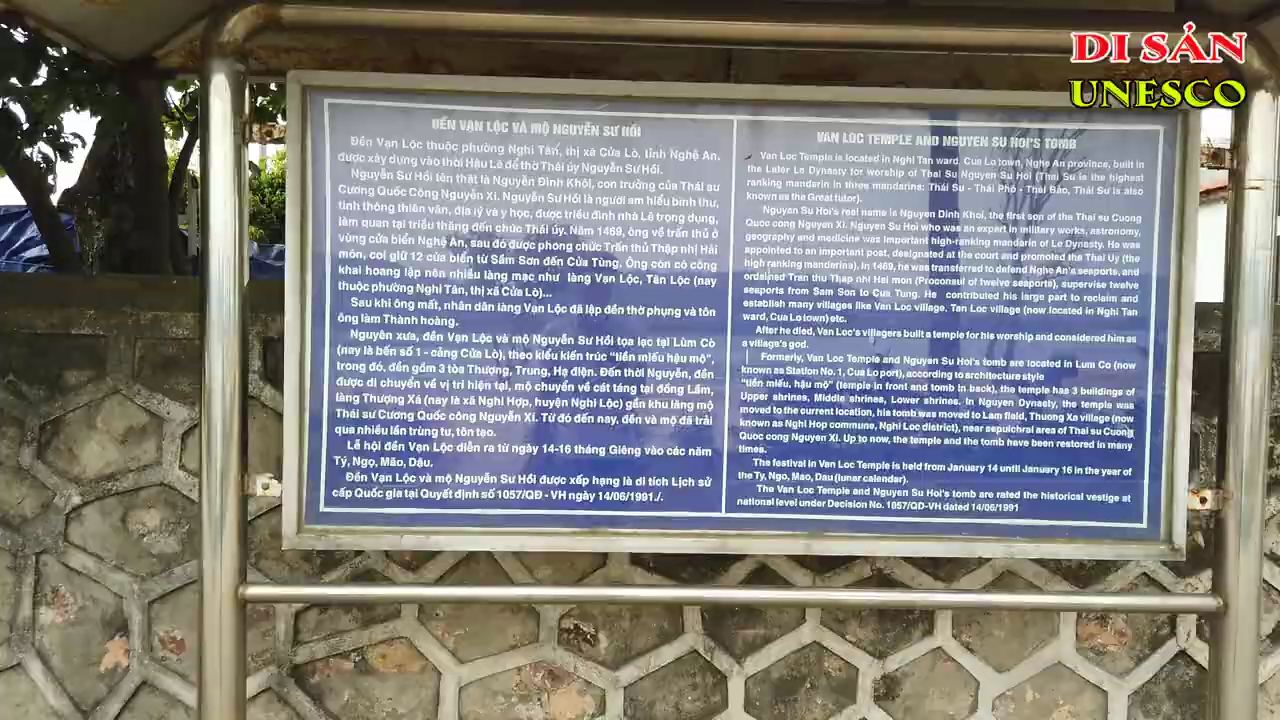 DI SẢN
UNESCO
ĐỀN VẠN LỘC VÀ MỘ NGUYỄN SƯ HỒI
Đền Vạn Lộc thuộc phường Nghi Tân, thị xã Cửa Lò, tỉnh Nghệ An,
được xây dựng vào thời Hậu Lê để thờ Thái úy Nguyễn Sư Hồi.
Nguyễn Sư Hồi tên thật là Nguyễn Đình Khôi, con trưởng của Thái sư
Cương Quốc Công Nguyễn Xí. Nguyễn Sư Hồi là người am hiểu binh thư,
tinh thông thiên văn, địa lý và y học, được triều đình nhà Lê trọng dụng,
làm quan tại triều thăng đến chức Thái úy. Năm 1469, ông về trấn thủ ở
vùng cửa biển Nghệ An, sau đó được phong chức Trấn thủ Thập nhị Hải
môn, coi giữ 12 cửa biển từ Sầm Sơn đến Cửa Tùng. Ông còn có công
khai hoang lập nên nhiều làng mạc như làng Vạn Lộc, Tân Lộc (nay
thuộc phường Nghi Tân, thị xã Cửa Lò)...
Sau khi ông mất, nhân dân làng Vạn Lộc đã lập đền thờ phụng và tôn
ông làm Thành hoàng.
Nguyên xưa, đền Vạn Lộc và mộ Nguyễn Sư Hồi tọa lạc tại Lùm Cò
(nay là bến số 1 - cảng Cửa Lò), theo kiểu kiến trúc "tiền miếu hậu mộ",
trong đó, đền gồm 3 tòa Thượng, Trung, Hạ điện. Đến thời Nguyễn, đền
được di chuyển về vị trí hiện tại, mộ chuyển về cát táng tại đồng Lầm,
làng Thượng Xá (nay là xã Nghi Hợp, huyện Nghi Lộc) gần khu lăng mộ
Thái sư Cương Quốc công Nguyễn Xí. Từ đó đến nay, đền và mộ đã trải
qua nhiều lần trùng tu, tôn tạo.
Lễ hội đền Vạn Lộc diễn ra từ ngày 14-16 tháng Giêng vào các năm
Tý, Ngọ, Mão, Dậu.
Đền Vạn Lộc và mộ Nguyễn Sư Hồi được xếp hạng là di tích Lịch sử
cấp Quốc gia tại Quyết định số 1057/QĐ - VH ngày 14/06/1991./.
VAN LOC TEMPLE AND NGUYEN SU HOI'S TOMB
Van Loc Temple is located in Nghi Tan ward, Cua Lo town, Nghe An province, built in
the Later Le Dynasty for worship of Thai Su Nguyen Su Hoi (Thai Su is the highest
ranking mandarin in three mandarins: Thái Sư - Thái Phó - Thái Bảo, Thái Sư is also
known as the Great tutor).
Nguyen Su Hoi's real name is Nguyen Dinh Khoi, the first son of the Thai su Cuong
Quoc cong Nguyen Xi. Nguyen Su Hoi who was an expert in military works, astronomy,
geography and medicine was important high-ranking mandarin of Le Dynasty. He was
appointed to an important post, designated at the court and promoted the Thai Uy (the
high ranking mandarins). In 1469, he was transferred to defend Nghe An's seaports, and
ordained Tran thu Thap nhi Hai mon (Proconsul of twelve seaports), supervise twelve
seaports from Sam Son to Cua Tung. He contributed his large part to reclaim and
establish many villages like Van Loc village, Tan Loc village (now located in Nghi Tan
ward, Cua Lo town) etc.
After he died, Van Loc's villagers built a temple for his worship and considered him as
a village's god.
Formerly, Van Loc Temple and Nguyen Su Hoi's tomb are located in Lum Co (now
known as Station No. 1, Cua Lo port), according to architecture style
"tiền miếu, hậu mộ" (temple in front and tomb in back), the temple has 3 buildings of
Upper shrines, Middle shrines, Lower shrines. In Nguyen Dynasty, the temple was
moved to the current location, his tomb was moved to Lam flaid, Thuong Xa village (now
known as Nghi Hop commune, Nghi Loc district), near sepulchral area of Thai su Cuong
Quoc cong Nguyen Xi. Up to now, the temple and the tomb have been restored in many
times.
The festival in Van Loc Temple is held from January 14 until January 16 in the year of
the Ty, Ngo, Mao, Dau (lunar calendar).
The Van Loc Temple and Nguyen Su Hoi's tomb are rated the historical vestige at
national level under Decision No. 1057/QD-VH dated 14/06/1991